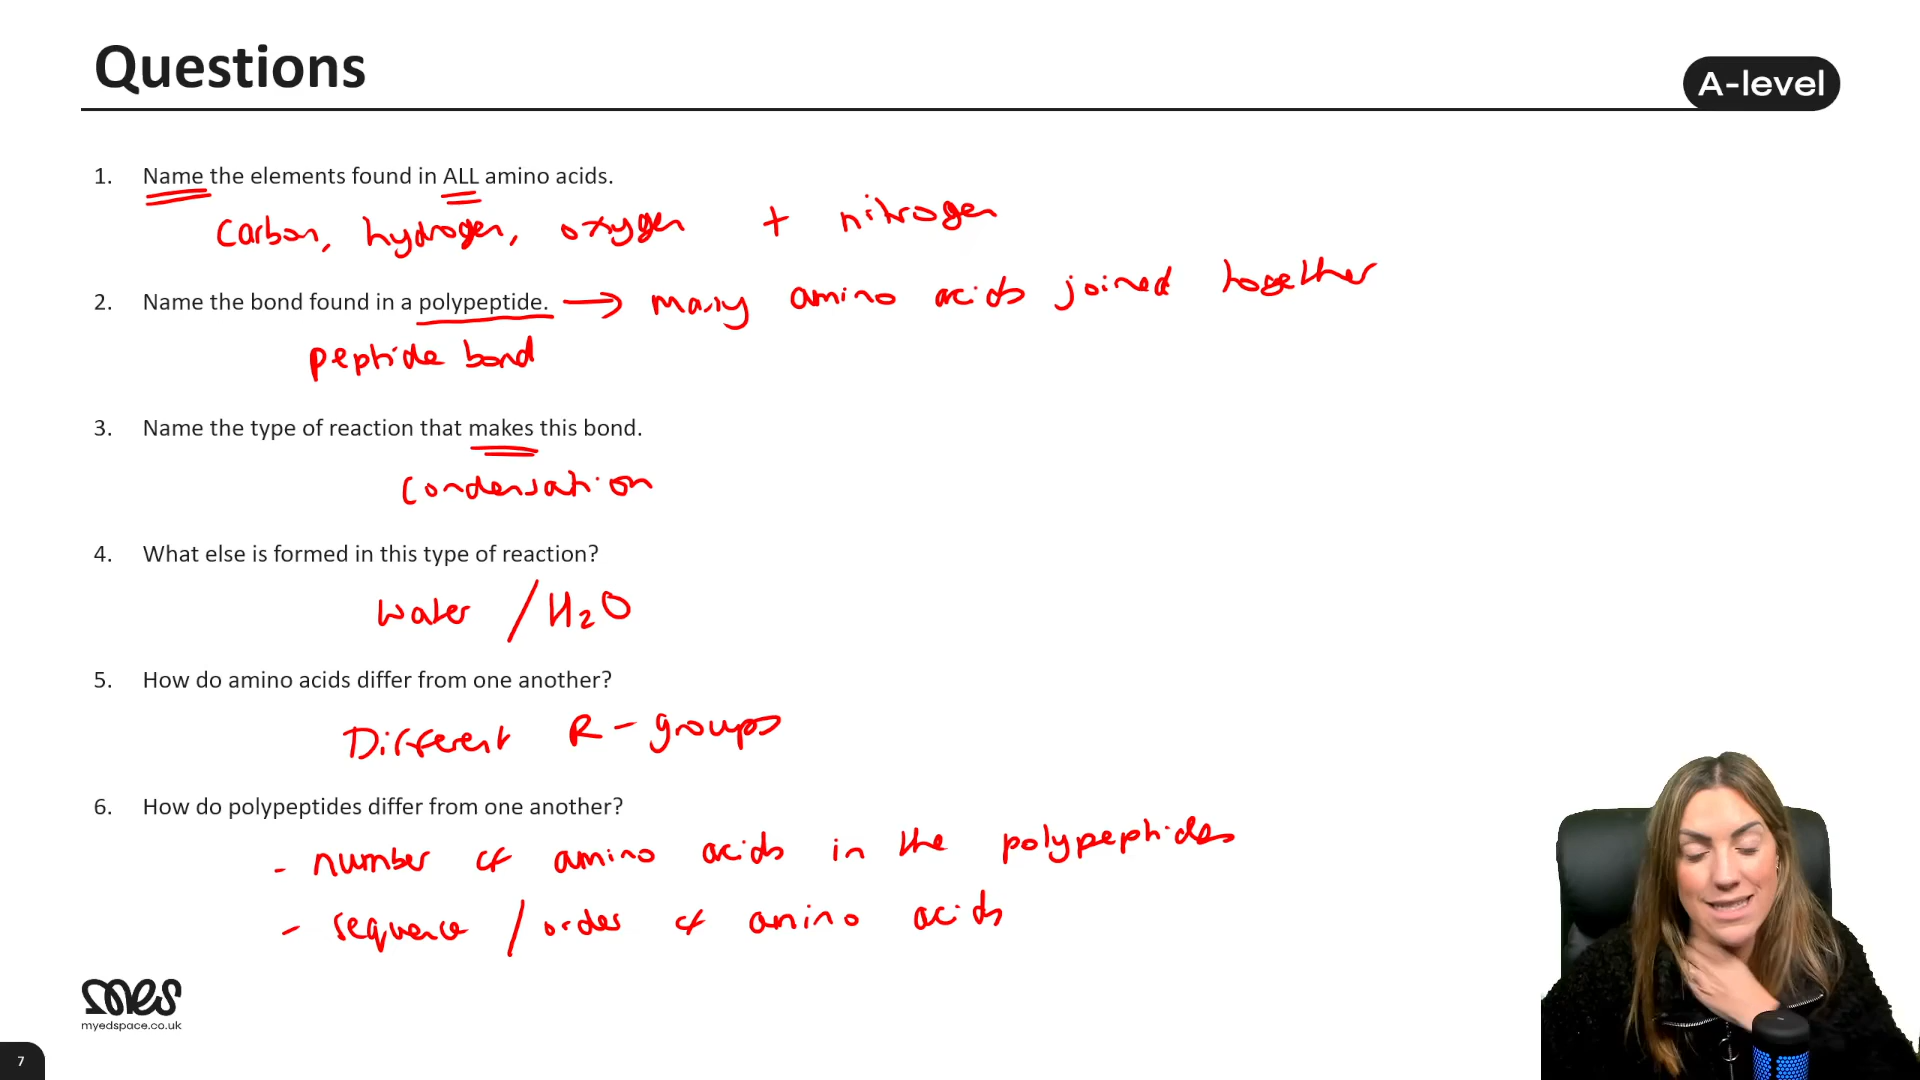 Questions
A-level
1. Name the elements found in ALL amino acids.
Carbon, hydrogen, oxygen + nitrogen
2. Name the bond found in a polypeptide. → many amino acids joined together
peptide bond
3. Name the type of reaction that makes this bond.
Condensation
4. What else is formed in this type of reaction?
Water / H₂O
5. How do amino acids differ from one another?
Different R - groups
6. How do polypeptides differ from one another?
- number of amino acids in the polypeptides
- sequence / order of amino acids
mes
myedspace.co.uk
7